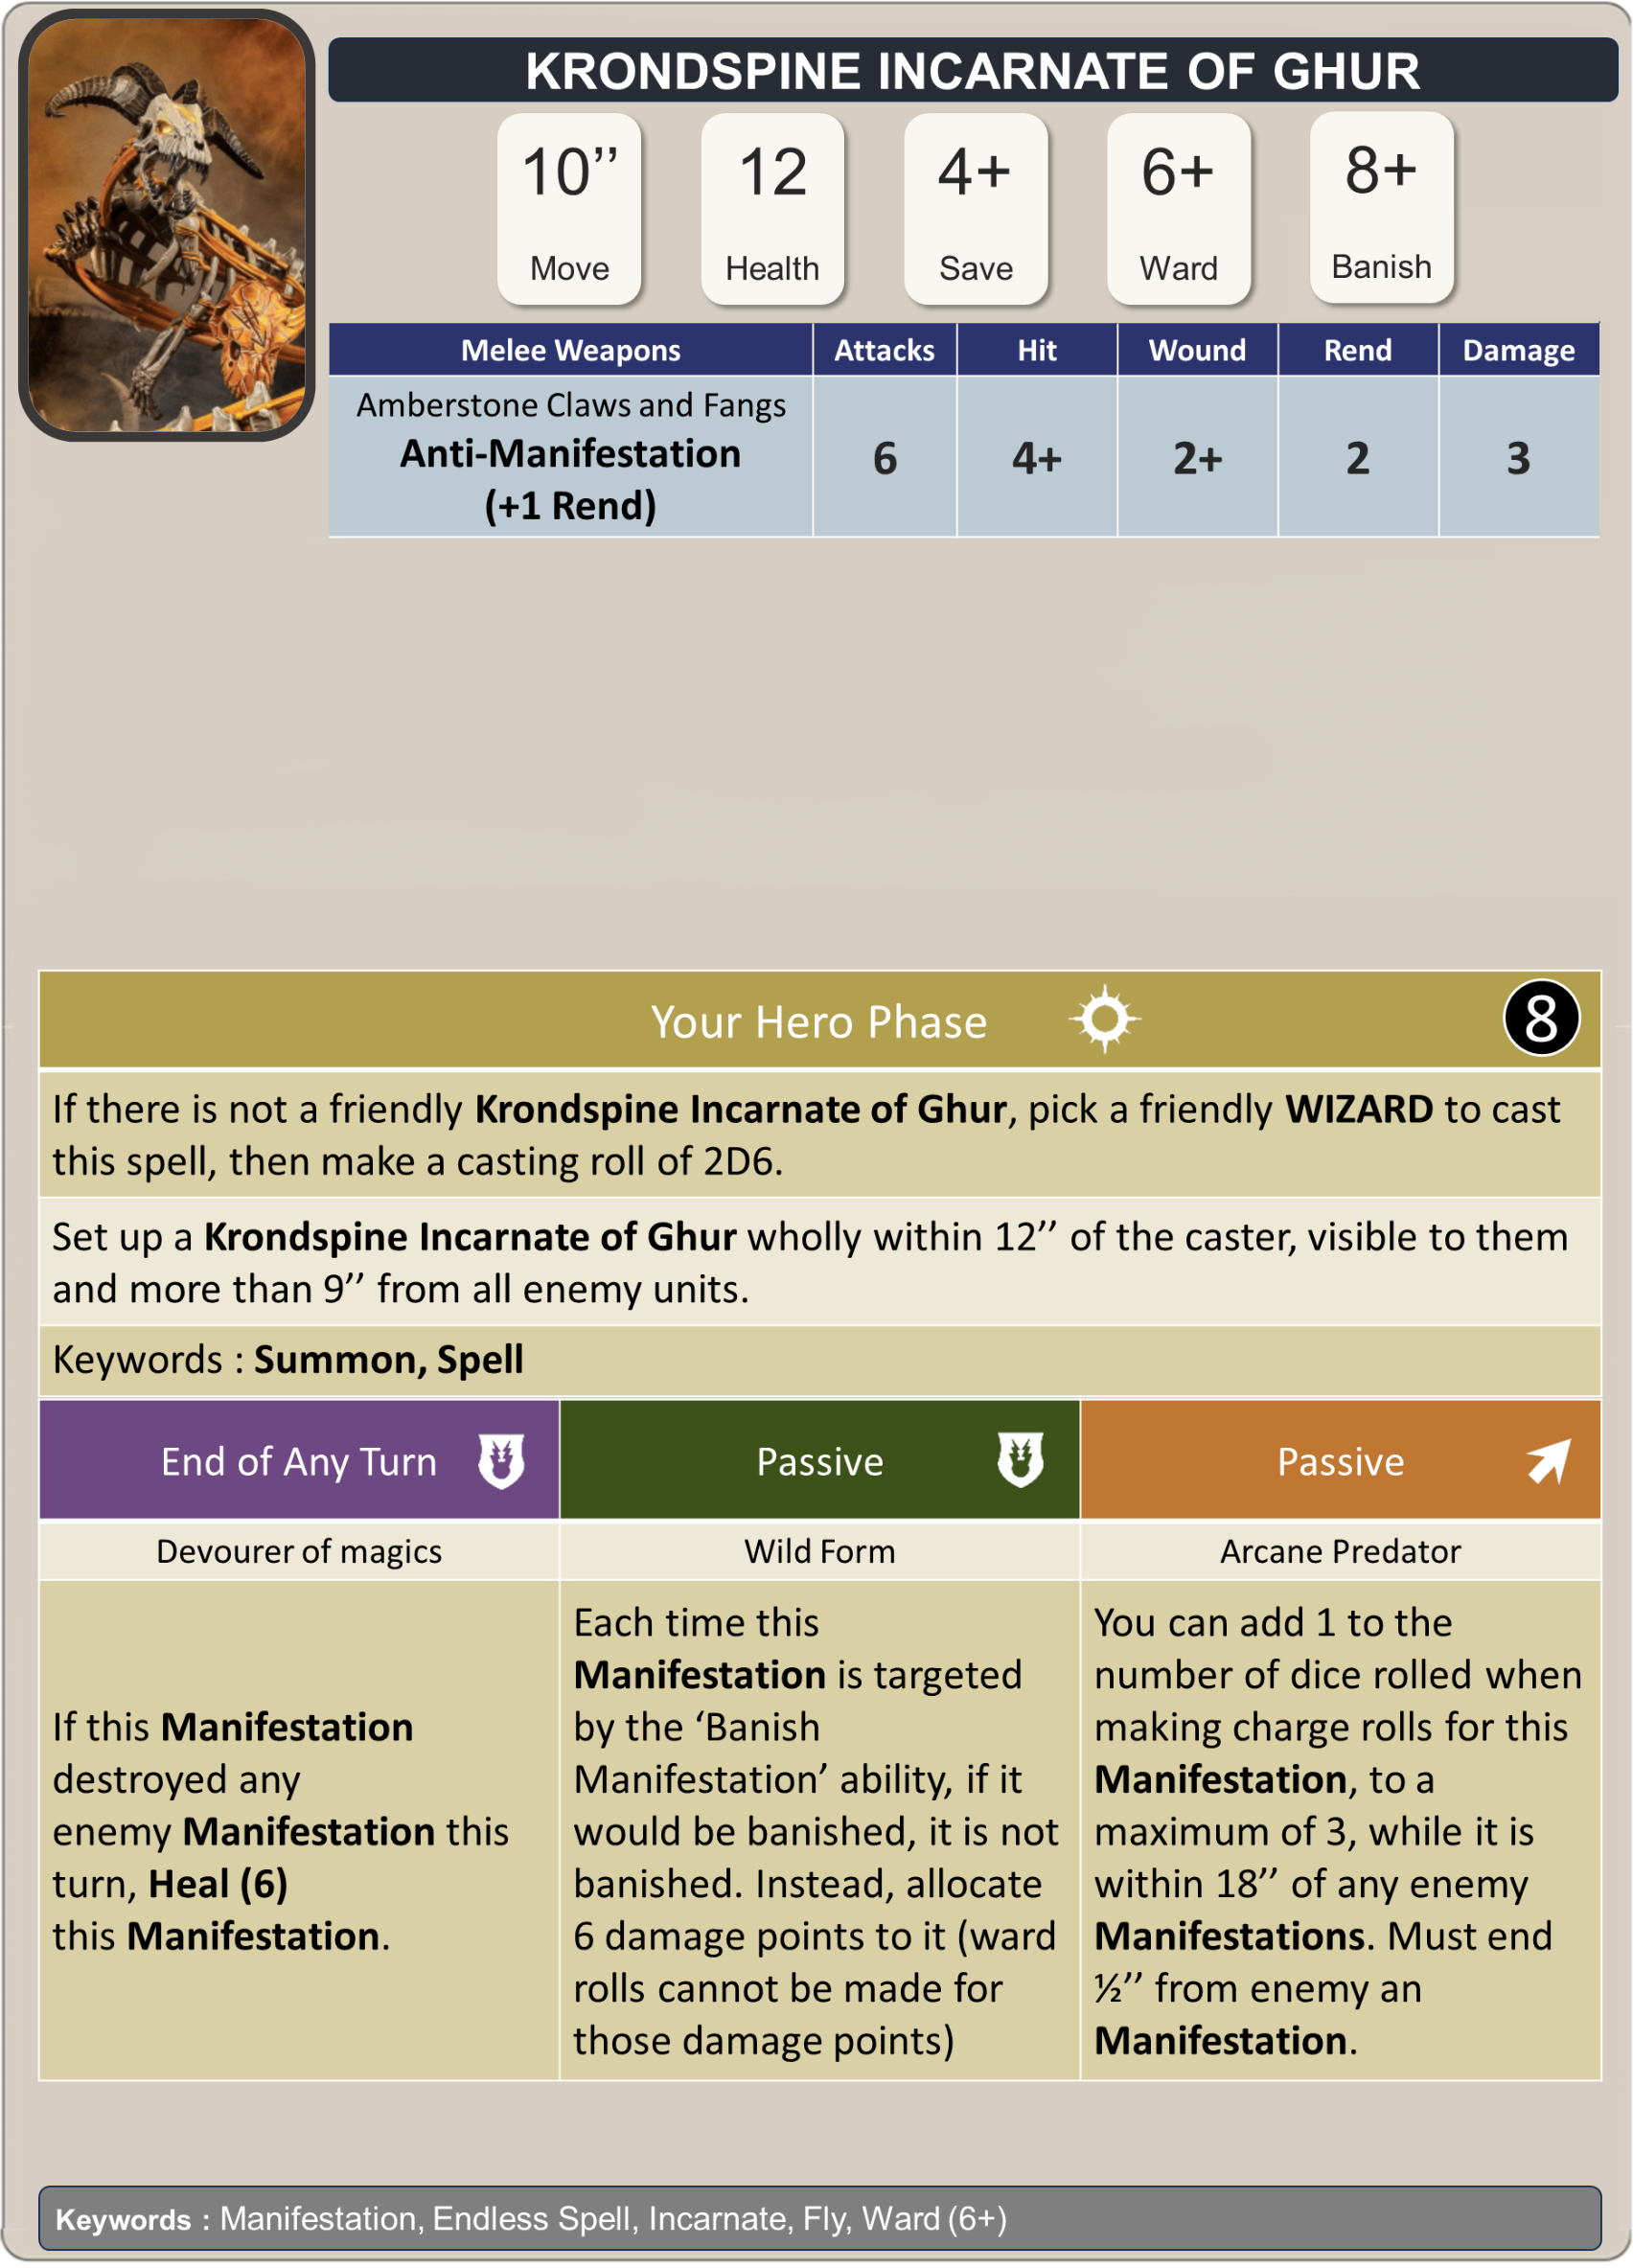 KRONDSPINE INCARNATE OF GHUR
10’’
Move
12
Health
4+
Save
6+
Ward
8+
Banish
Melee Weapons Attacks Hit Wound Rend Damage
Amberstone Claws and Fangs
Anti-Manifestation
(+1 Rend)
6 4+ 2+ 2 3
Your Hero Phase 8
If there is not a friendly Krondspine Incarnate of Ghur, pick a friendly WIZARD to cast
this spell, then make a casting roll of 2D6.
Set up a Krondspine Incarnate of Ghur wholly within 12’’ of the caster, visible to them
and more than 9’’ from all enemy units.
Keywords : Summon, Spell
End of Any Turn
Devourer of magics
If this Manifestation
destroyed any
enemy Manifestation this
turn, Heal (6)
this Manifestation.
Passive
Wild Form
Each time this
Manifestation is targeted
by the ‘Banish
Manifestation’ ability, if it
would be banished, it is not
banished. Instead, allocate
6 damage points to it (ward
rolls cannot be made for
those damage points)
Passive
Arcane Predator
You can add 1 to the
number of dice rolled when
making charge rolls for this
Manifestation, to a
maximum of 3, while it is
within 18’’ of any enemy
Manifestations. Must end
½’’ from enemy an
Manifestation.
Keywords : Manifestation, Endless Spell, Incarnate, Fly, Ward (6+)